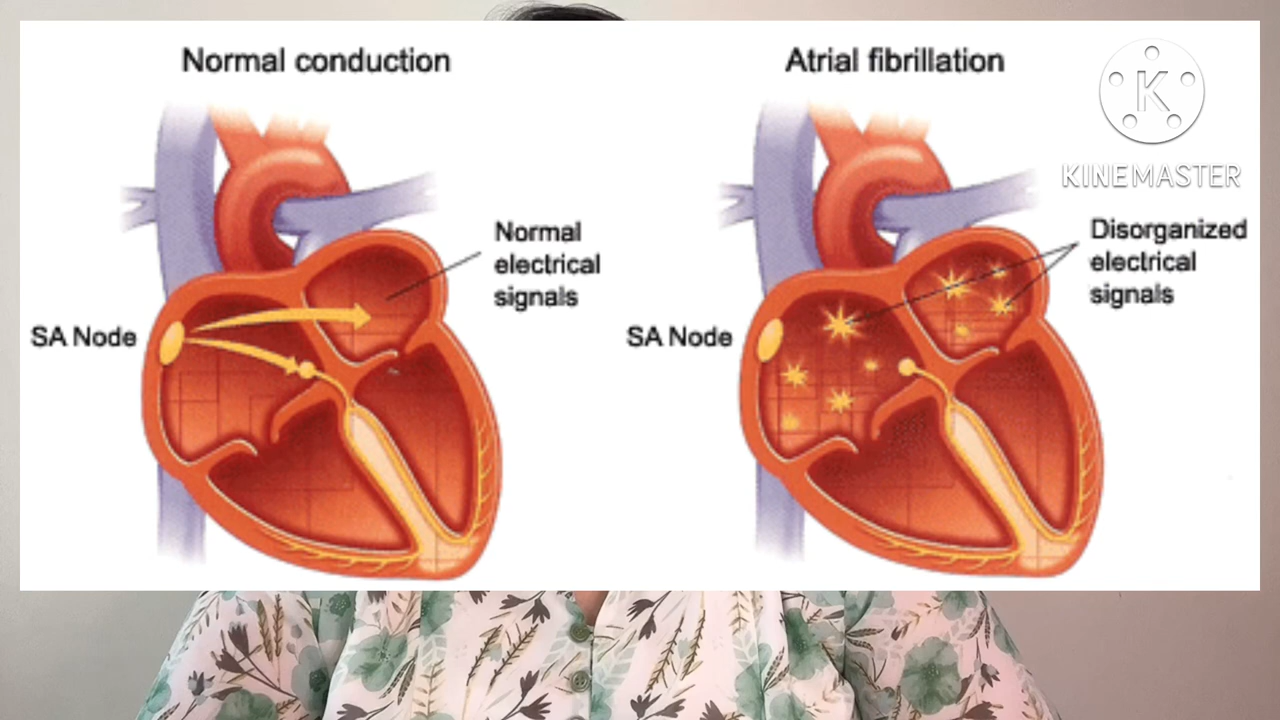 Normal conduction
Atrial fibrillation
K
KINEMASTER
Normal
electrical
signals
Disorganized
electrical
signals
SA Node
SA Node